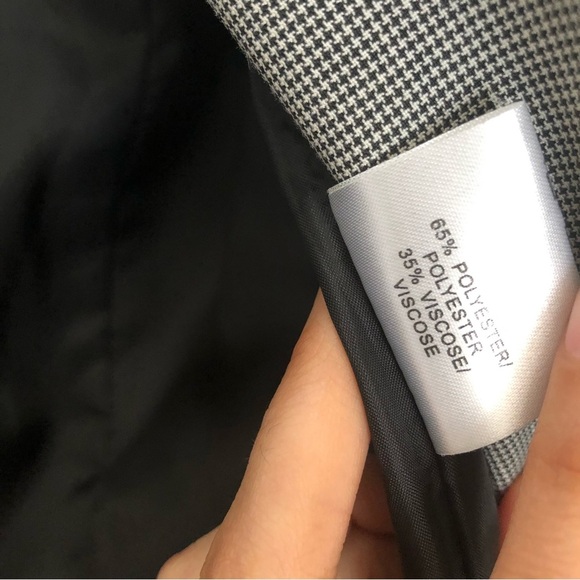 65% POLYESTER/
POLYESTER
35% VISCOSE/
VISCOSE